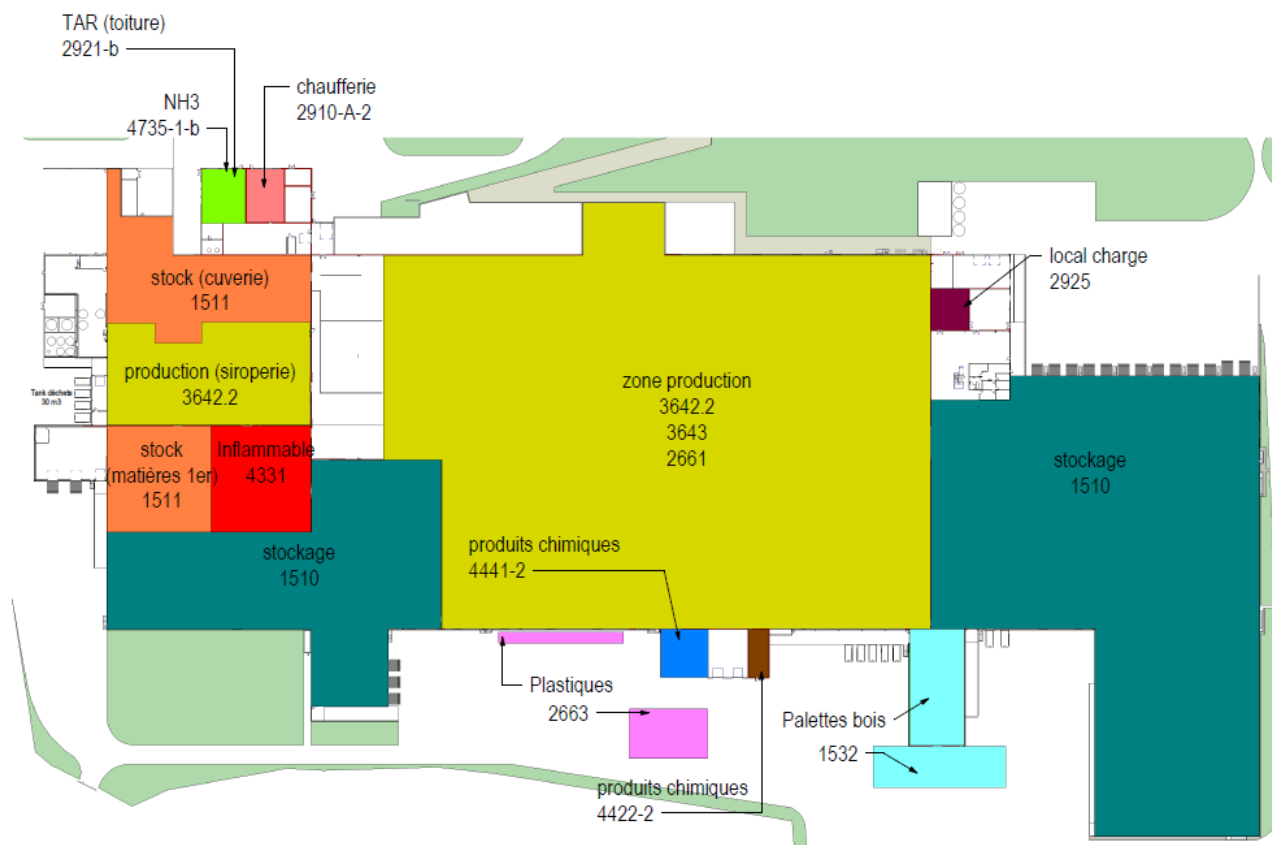 TAR (toiture)
2921-b
chaufferie
2910-A-2
NH3
4735-1-b
local charge
2925
stock (cuverie)
1511
production (siroperie)
3642.2
zone production
3642.2
3643
2661
Tank déchets
30 m3
stock
(matières 1er)
1511
Inflammable
4331
stockage
1510
stockage
1510
produits chimiques
4441-2
Plastiques
2663
Palettes bois
1532
produits chimiques
4422-2